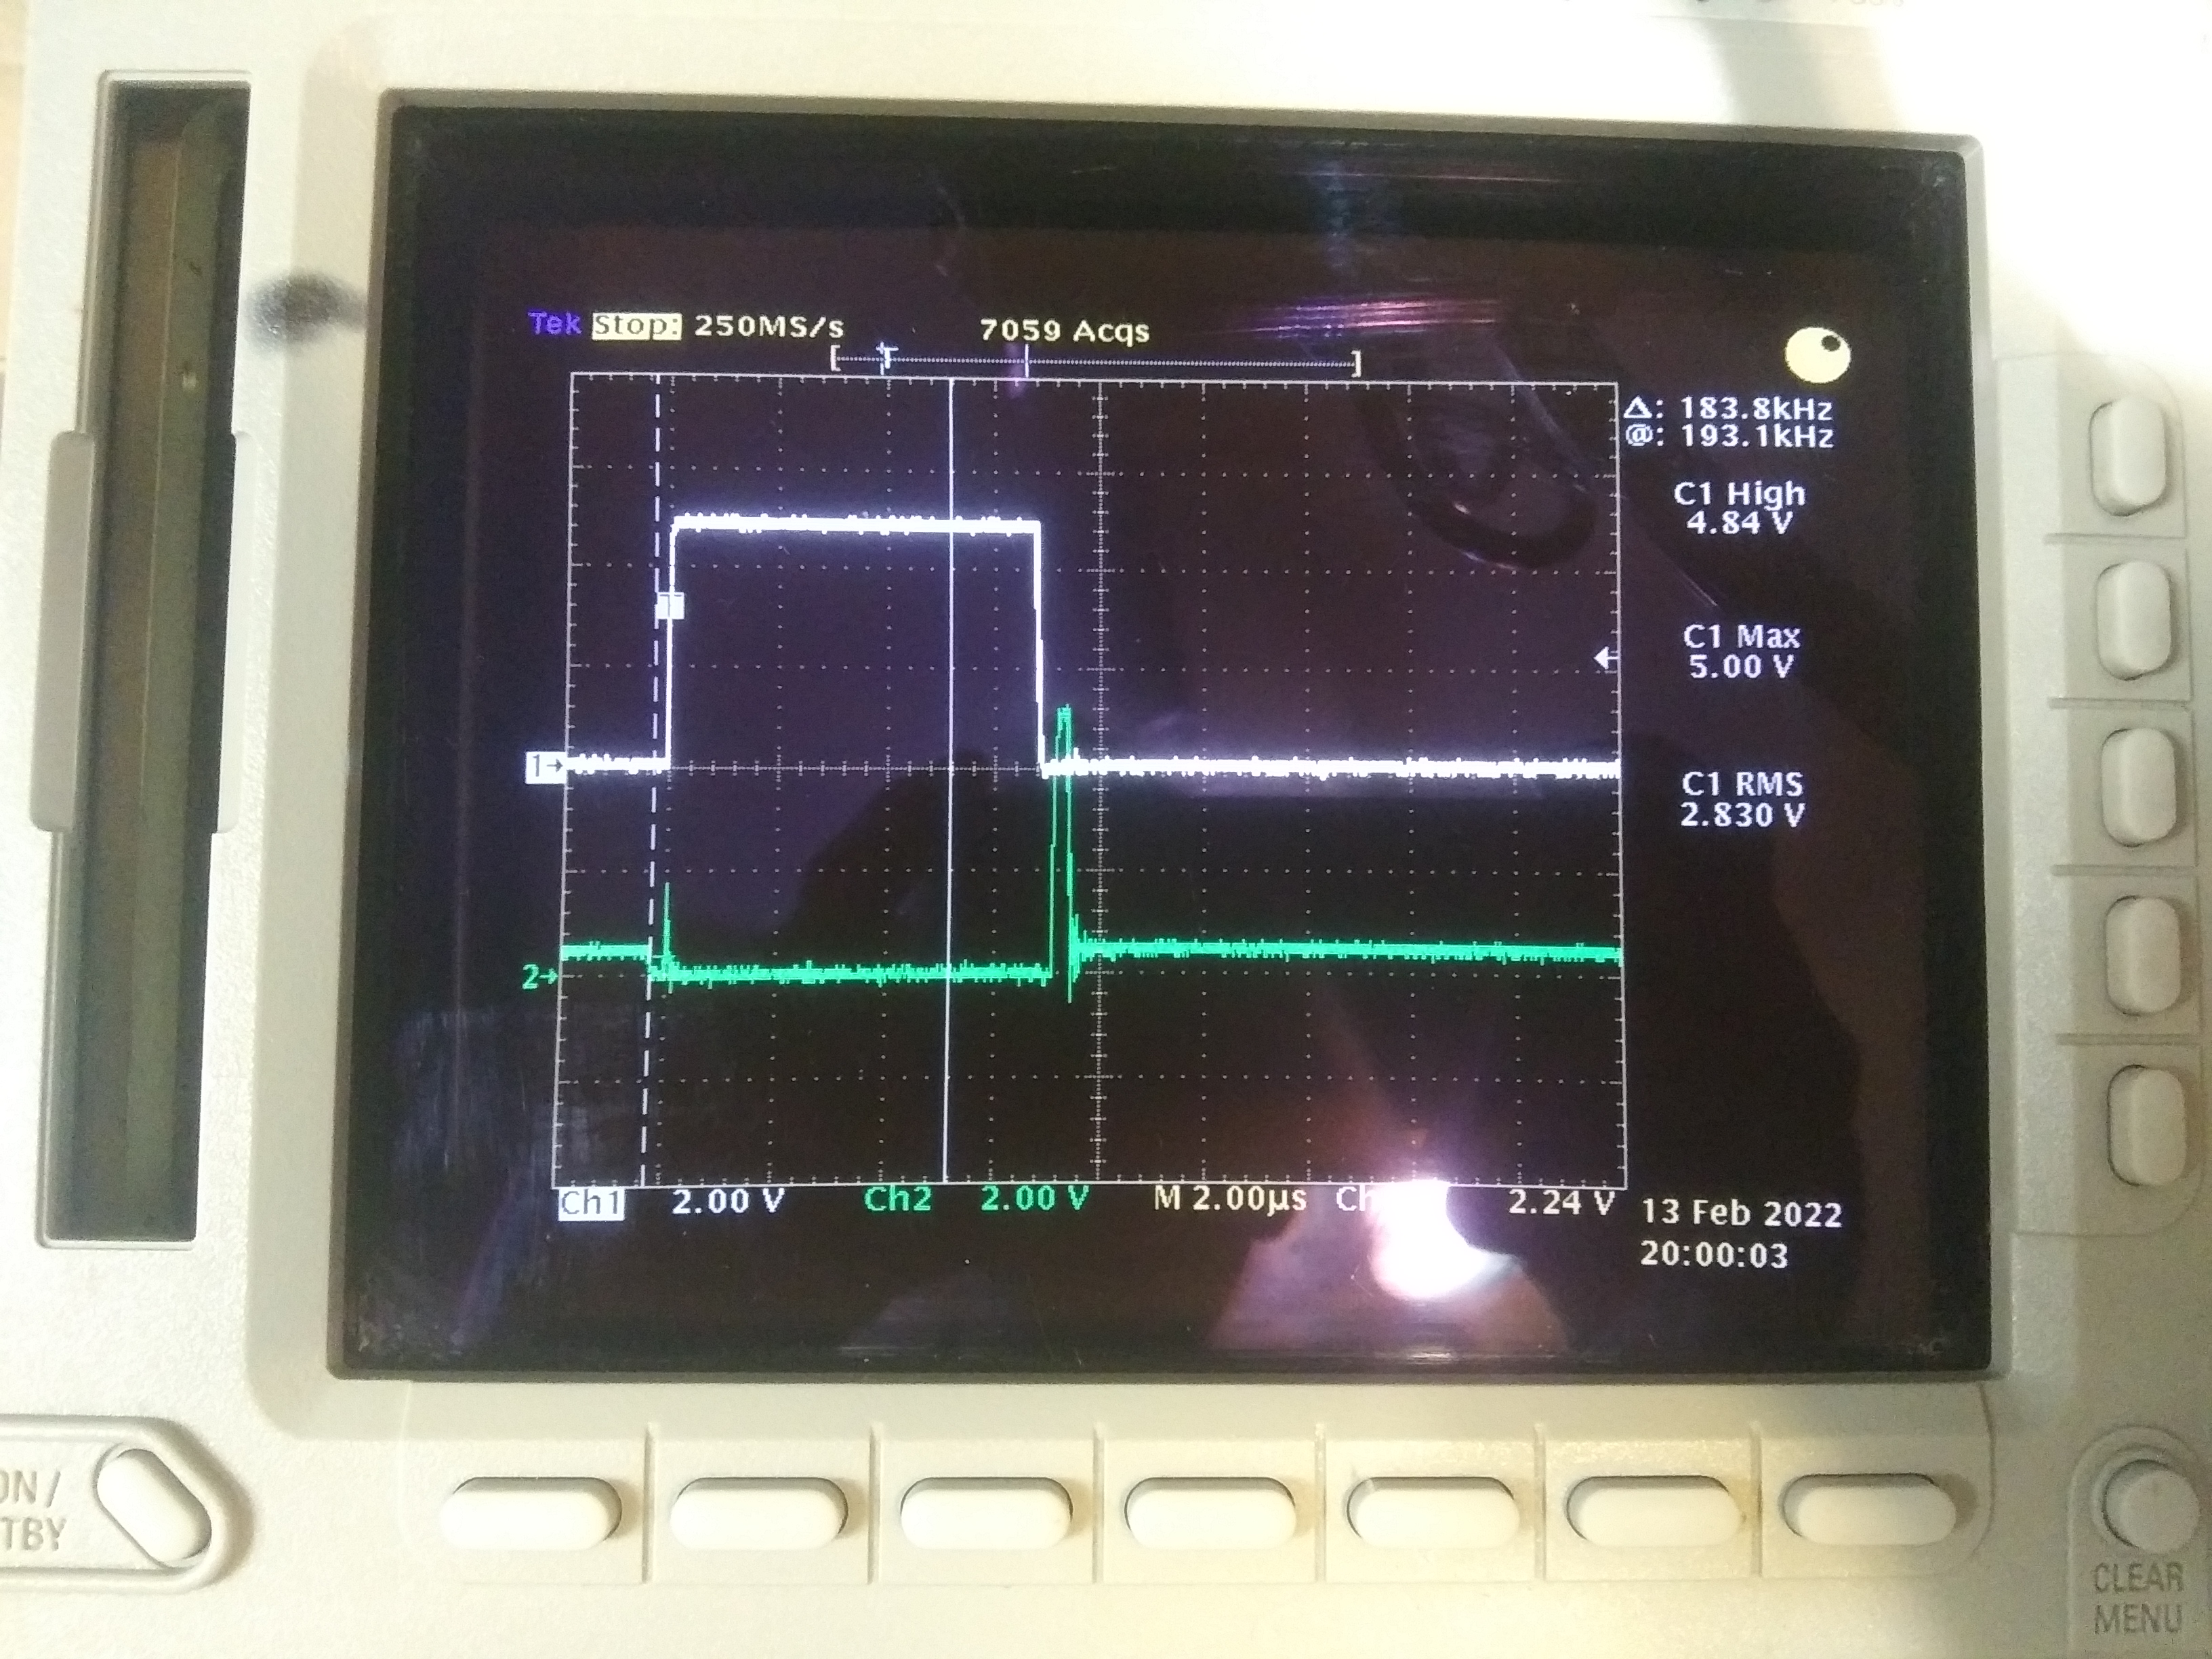 ON/
TBY
Tek Stop: 250MS/s 7059 Acqs
Δ: 183.8kHz
@: 193.1kHz
C1 High
4.84 V
C1 Max
5.00 V
C1 RMS
2.830 V
1→
2→
Ch1 2.00 V Ch2 2.00 V M 2.00µs 2.24 V
13 Feb 2022
20:00:03
CLEAR
MENU